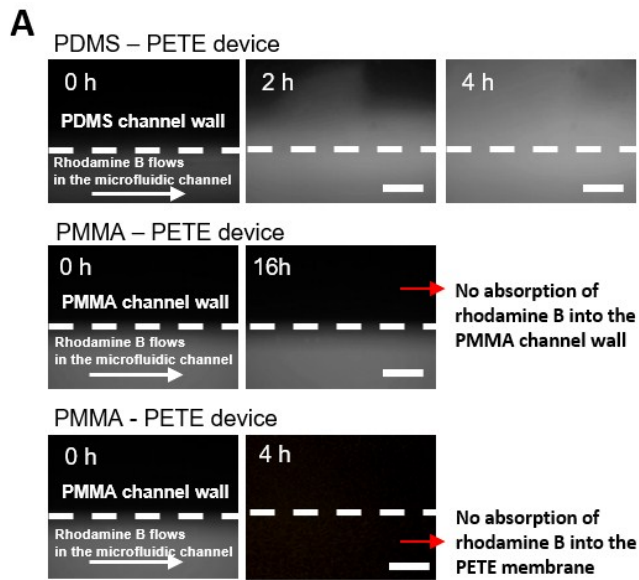 A
PDMS – PETE device
0 h
2 h
4 h
PDMS channel wall
Rhodamine B flows
in the microfluidic channel
PMMA – PETE device
0 h
16h
PMMA channel wall
Rhodamine B flows
in the microfluidic channel
No absorption of
rhodamine B into the
PMMA channel wall
PMMA - PETE device
0 h
4 h
PMMA channel wall
Rhodamine B flows
in the microfluidic channel
No absorption of
rhodamine B into the
PETE membrane